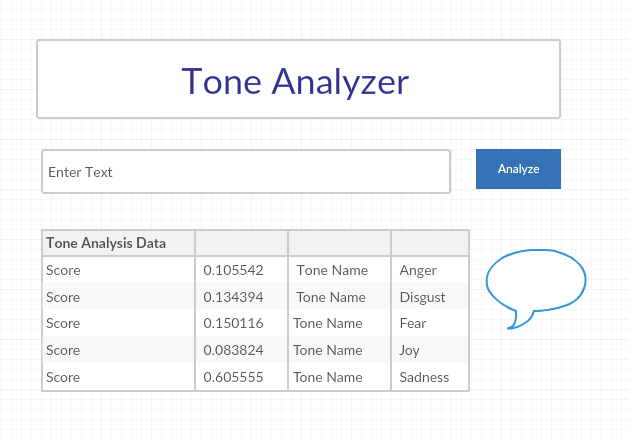 Tone Analyzer
Enter Text
Analyze
Tone Analysis Data
Score 0.105542 Tone Name Anger
Score 0.134394 Tone Name Disgust
Score 0.150116 Tone Name Fear
Score 0.083824 Tone Name Joy
Score 0.605555 Tone Name Sadness